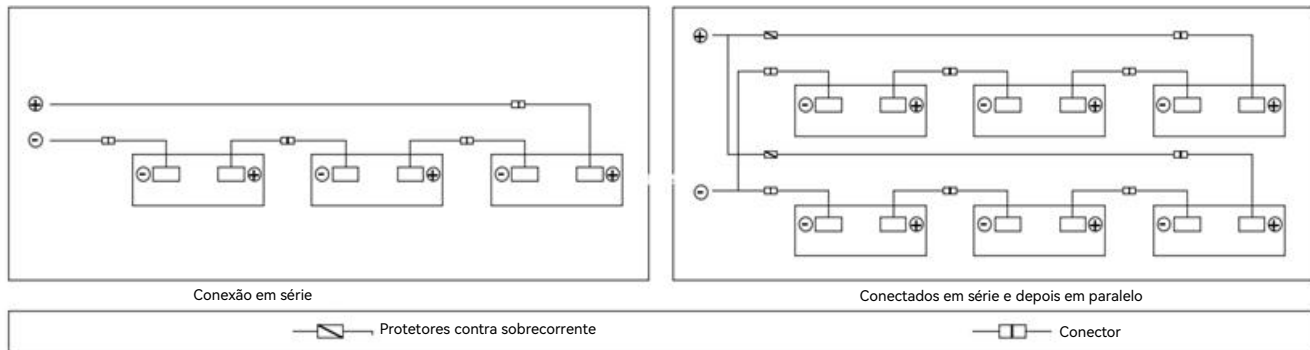 Conexão em série
Conectados em série e depois em paralelo
Protetores contra sobrecorrente
Conector